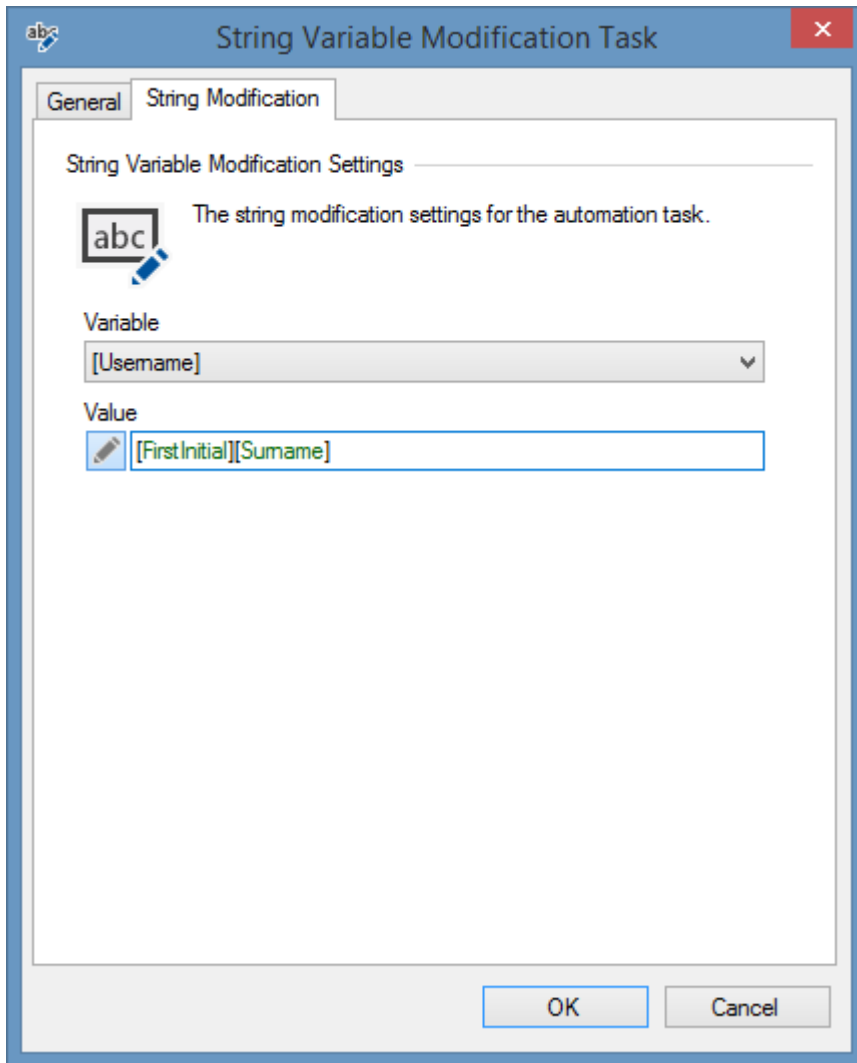 abc
String Variable Modification Task
General
String Modification
String Variable Modification Settings
abc
The string modification settings for the automation task.
Variable
[Username]
Value
[FirstInitial][Surname]
OK
Cancel